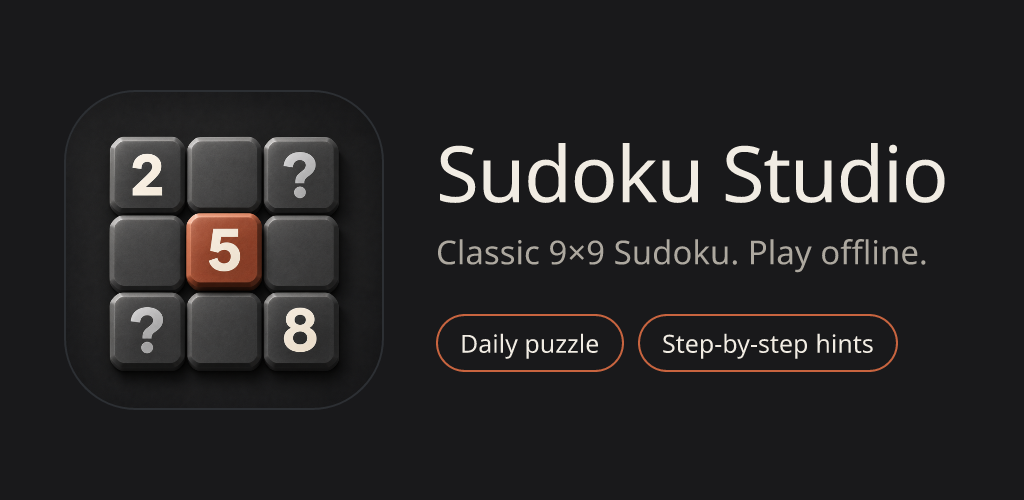 2 ?
5
? 8
Sudoku Studio
Classic 9×9 Sudoku. Play offline.
Daily puzzle Step-by-step hints